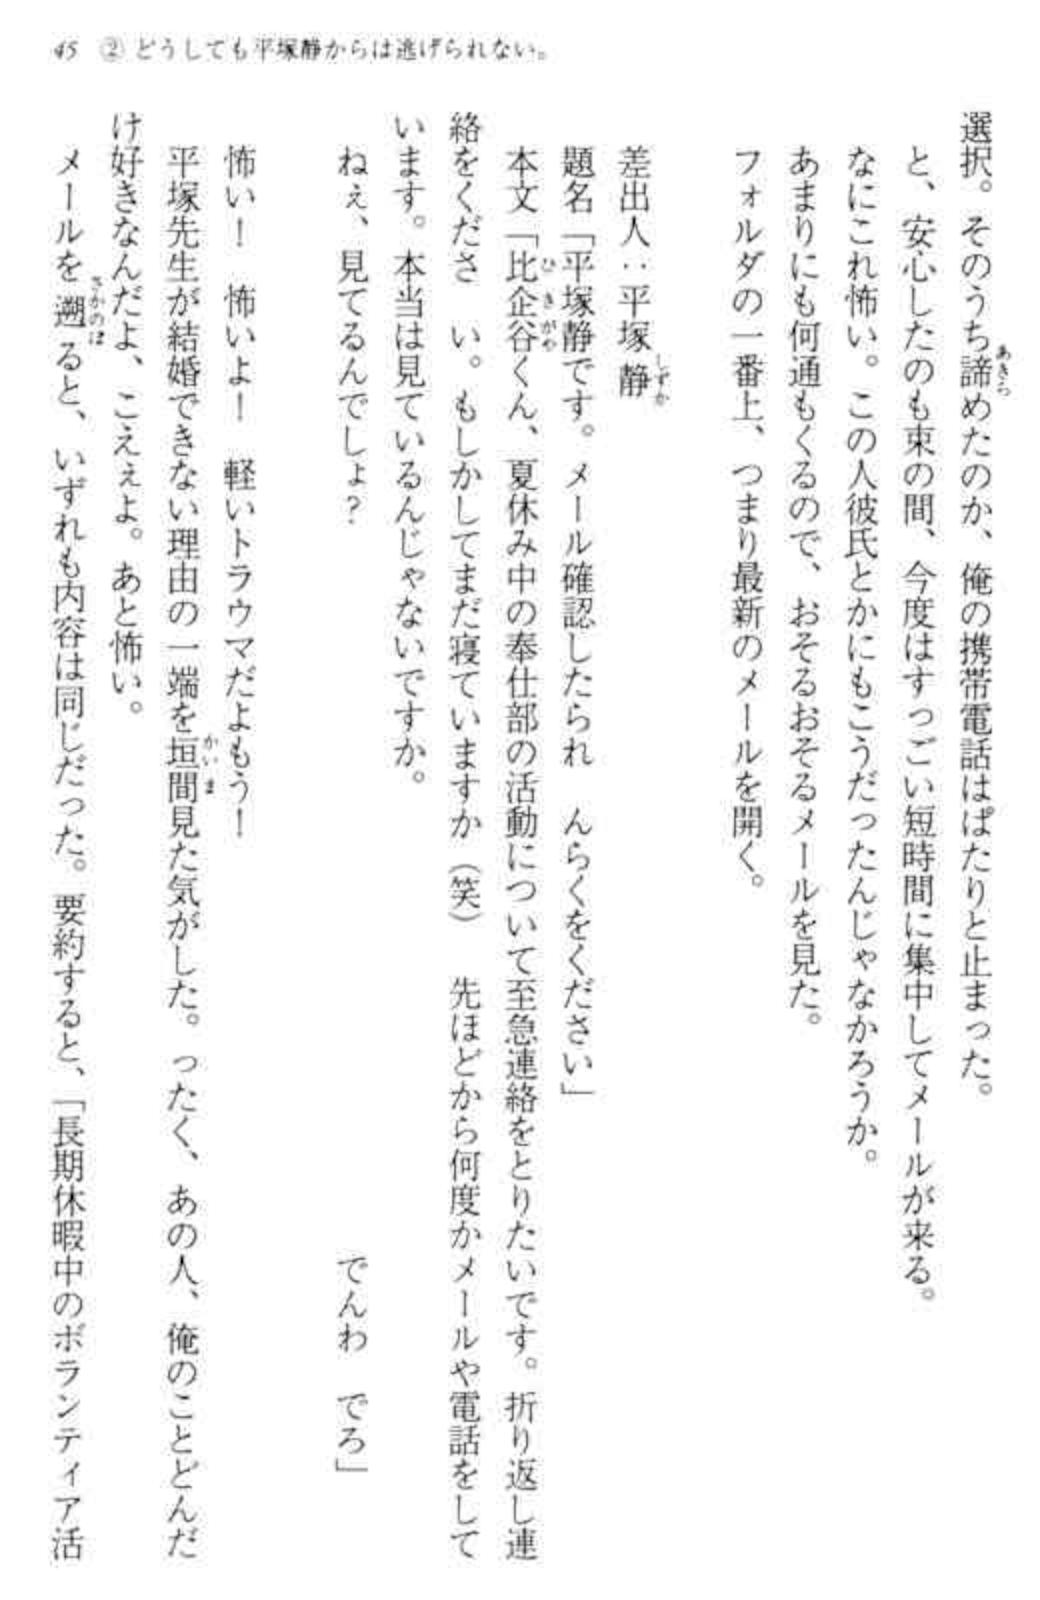 45 ② どうしても平塚静からは逃げられない。
選択。そのうち諦めたのか、俺の携帯電話はぱたりと止まった。
と、安心したのも束の間、今度はすっごい短時間に集中してメールが来る。
なにこれ怖い。この人彼氏とかにもこうだったんじゃなかろうか。
あまりにも何通もくるので、おそるおそるメールを見た。
フォルダの一番上、つまり最新のメールを開く。
差出人：平塚 静
題名「平塚静です。メール確認したられ　んらくをください」
本文「比企谷くん、夏休み中の奉仕部の活動について至急連絡をとりたいです。折り返し連
絡をくださ　い。もしかしてまだ寝ていますか（笑）　先ほどから何度かメールや電話をして
います。本当は見ているんじゃないですか。
ねぇ、見てるんでしょ？
でんわ　でろ」
怖い！　怖いよ！　軽いトラウマだよもう！
平塚先生が結婚できない理由の一端を垣間見た気がした。ったく、あの人、俺のことどんだ
け好きなんだよ、こえぇよ。あと怖い。
メールを遡ると、いずれも内容は同じだった。要約すると、「長期休暇中のボランティア活